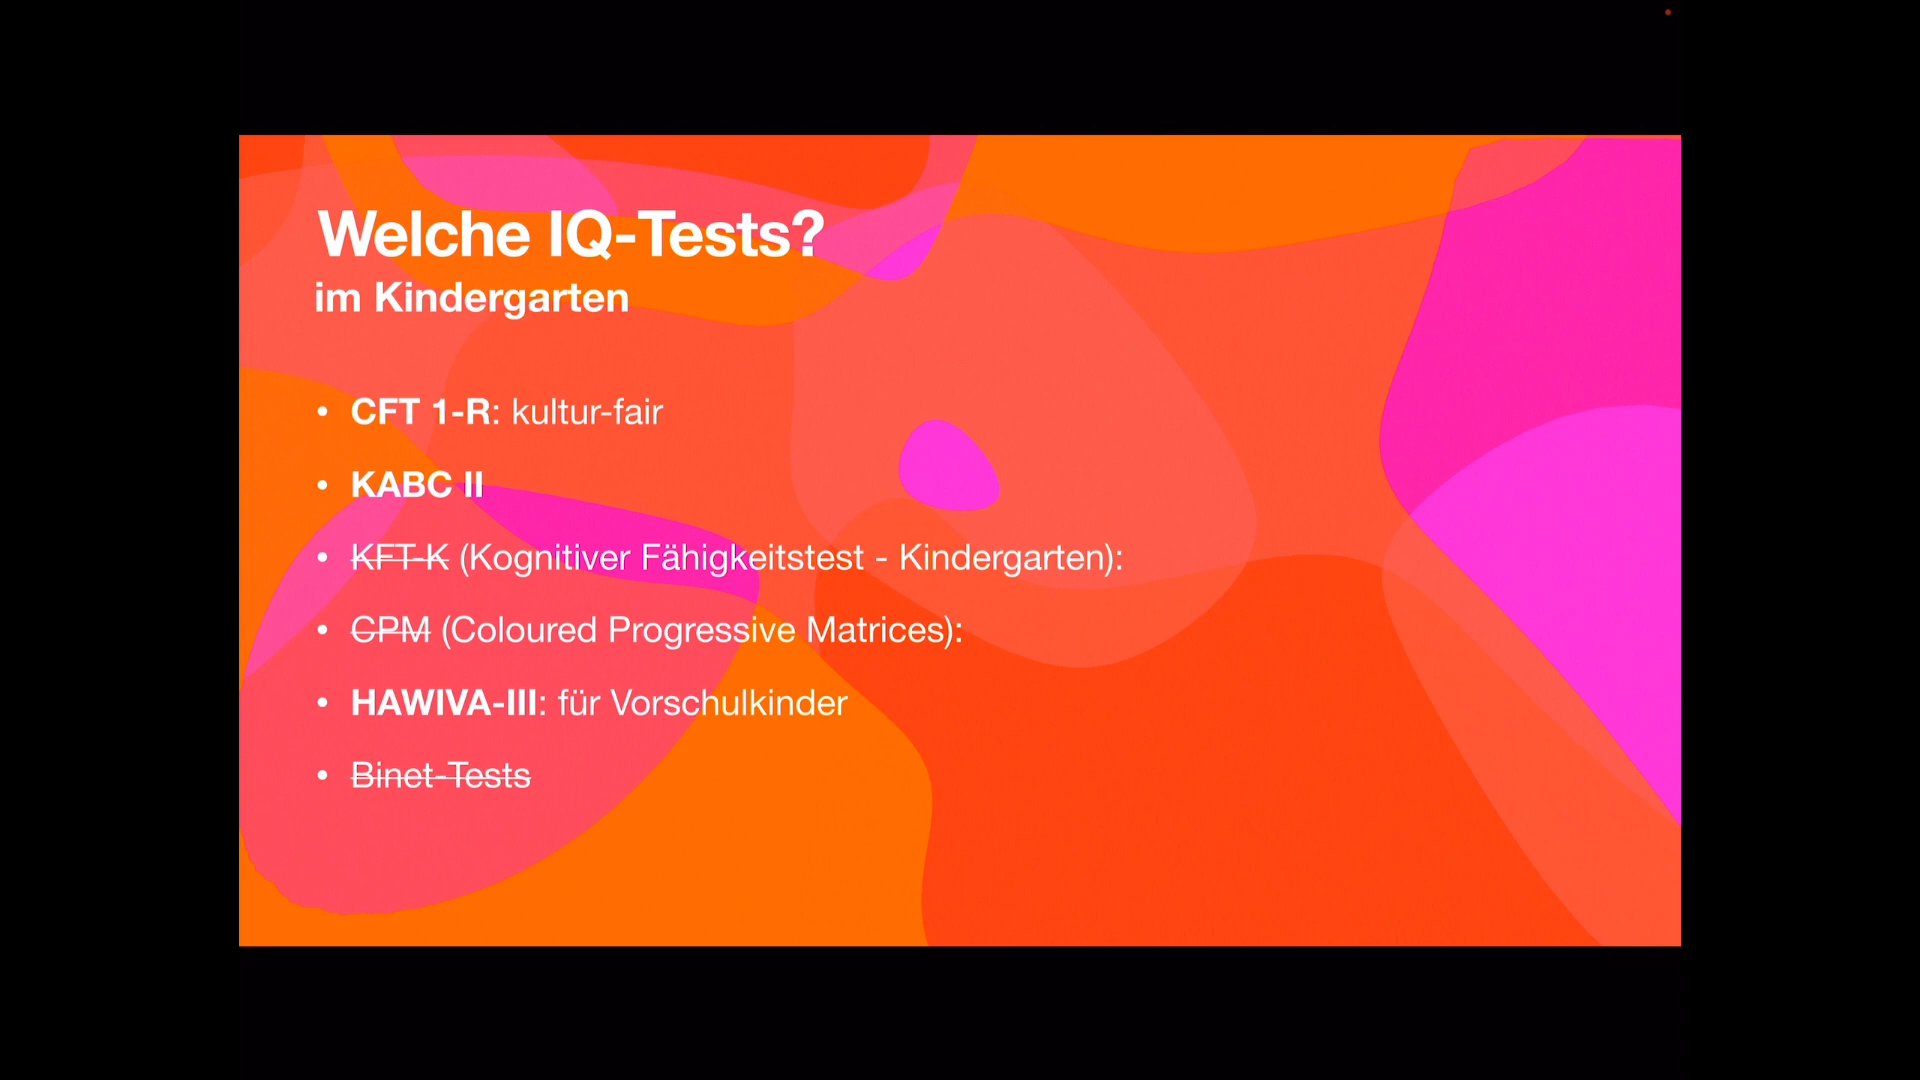 Welche IQ-Tests?
im Kindergarten
• CFT 1-R: kultur-fair
• KABC II
• KFT-K (Kognitiver Fähigkeitstest - Kindergarten):
• CPM (Coloured Progressive Matrices):
• HAWIVA-III: für Vorschulkinder
• Binet-Tests